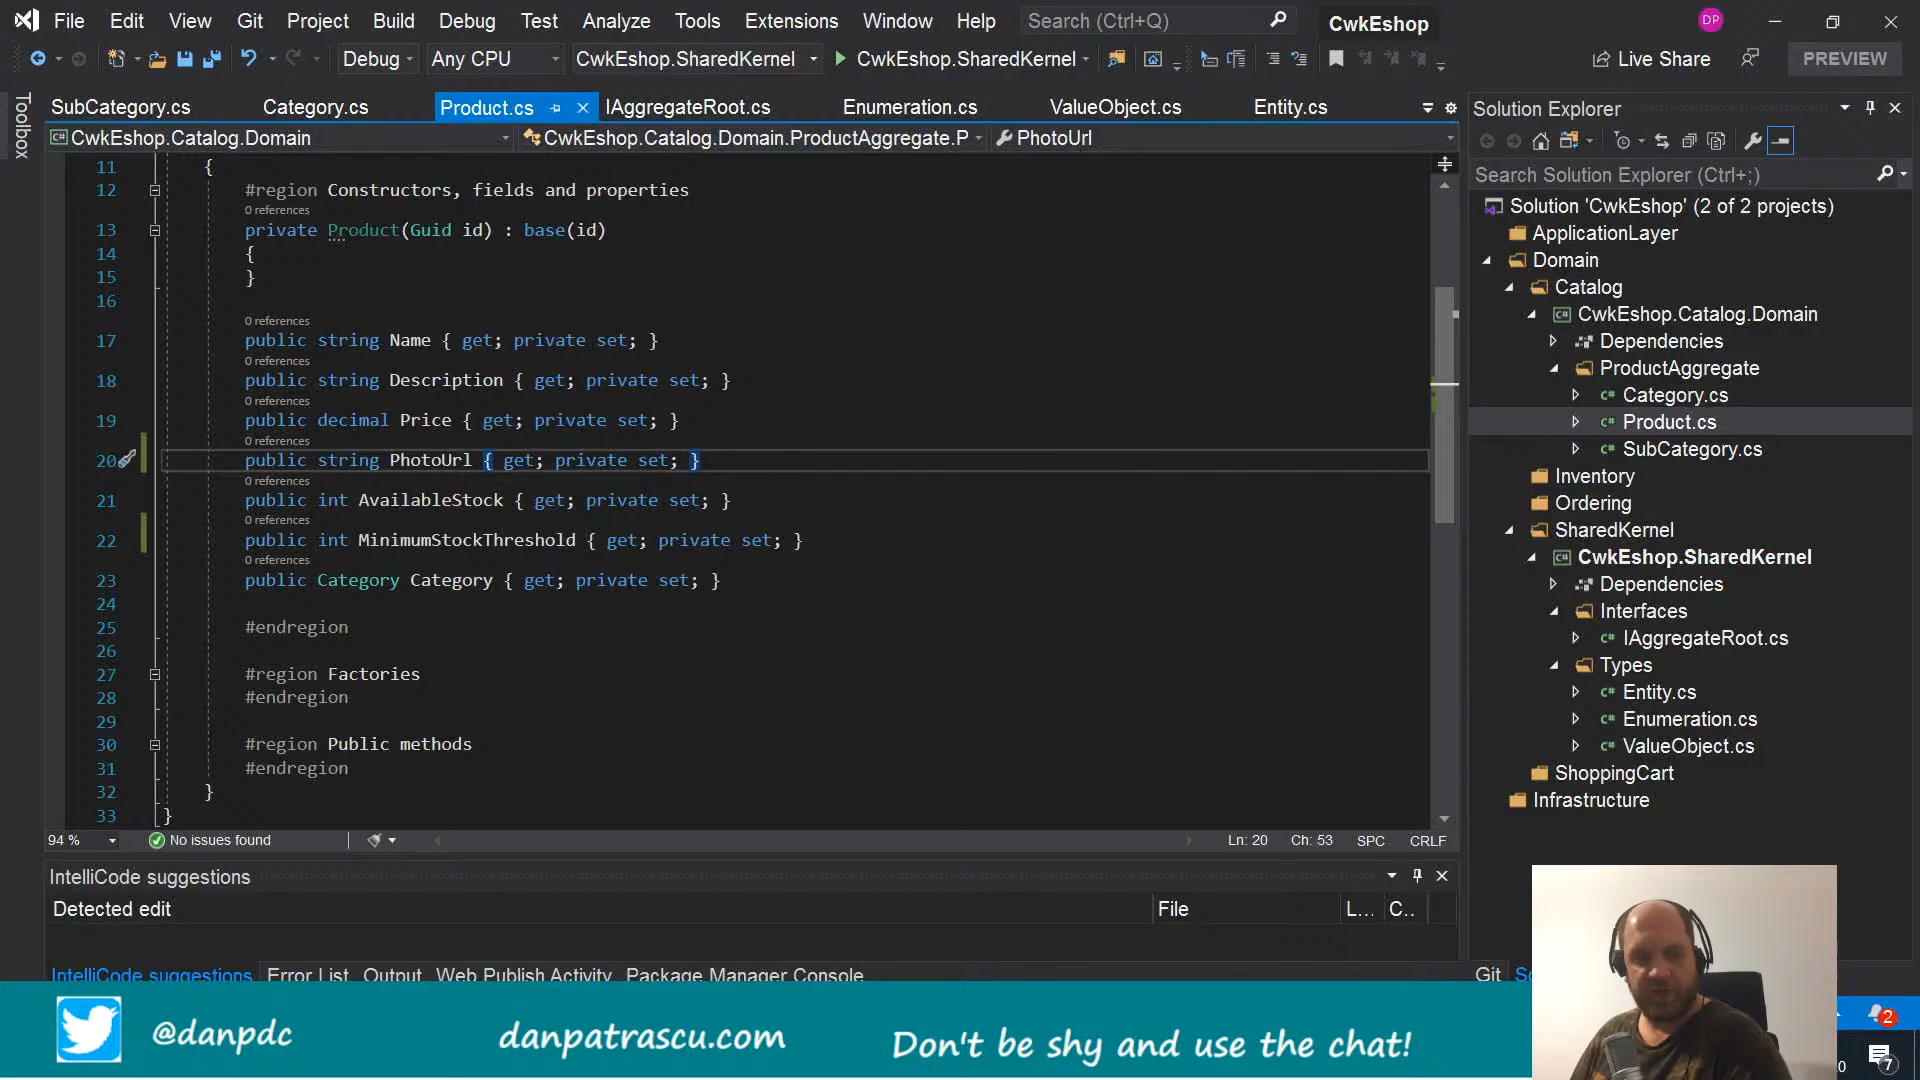 File Edit View Git Project Build Debug Test Analyze Tools Extensions Window Help Search (Ctrl+Q) CwkEshop DP
Debug Any CPU CwkEshop.SharedKernel CwkEshop.SharedKernel Live Share PREVIEW
Toolbox
SubCategory.cs Category.cs Product.cs IAggregateRoot.cs Enumeration.cs ValueObject.cs Entity.cs
CwkEshop.Catalog.Domain CwkEshop.Catalog.Domain.ProductAggregate.P PhotoUrl
11 {
12 #region Constructors, fields and properties
0 references
13 private Product(Guid id) : base(id)
14 {
15 }
16
0 references
17 public string Name { get; private set; }
0 references
18 public string Description { get; private set; }
0 references
19 public decimal Price { get; private set; }
0 references
20 public string PhotoUrl { get; private set; }
0 references
21 public int AvailableStock { get; private set; }
0 references
22 public int MinimumStockThreshold { get; private set; }
0 references
23 public Category Category { get; private set; }
24
25 #endregion
26
27 #region Factories
28 #endregion
29
30 #region Public methods
31 #endregion
32 }
33 }
94 % No issues found Ln: 20 Ch: 53 SPC CRLF
IntelliCode suggestions
Detected edit File L... C..
IntelliCode suggestions Error List Output Web Publish Activity Package Manager Console
Solution Explorer
Search Solution Explorer (Ctrl+;)
Solution 'CwkEshop' (2 of 2 projects)
ApplicationLayer
Domain
Catalog
CwkEshop.Catalog.Domain
Dependencies
ProductAggregate
Category.cs
Product.cs
SubCategory.cs
Inventory
Ordering
SharedKernel
CwkEshop.SharedKernel
Dependencies
Interfaces
IAggregateRoot.cs
Types
Entity.cs
Enumeration.cs
ValueObject.cs
ShoppingCart
Infrastructure
Git
@danpdc danpatrascu.com Don't be shy and use the chat!
2
7